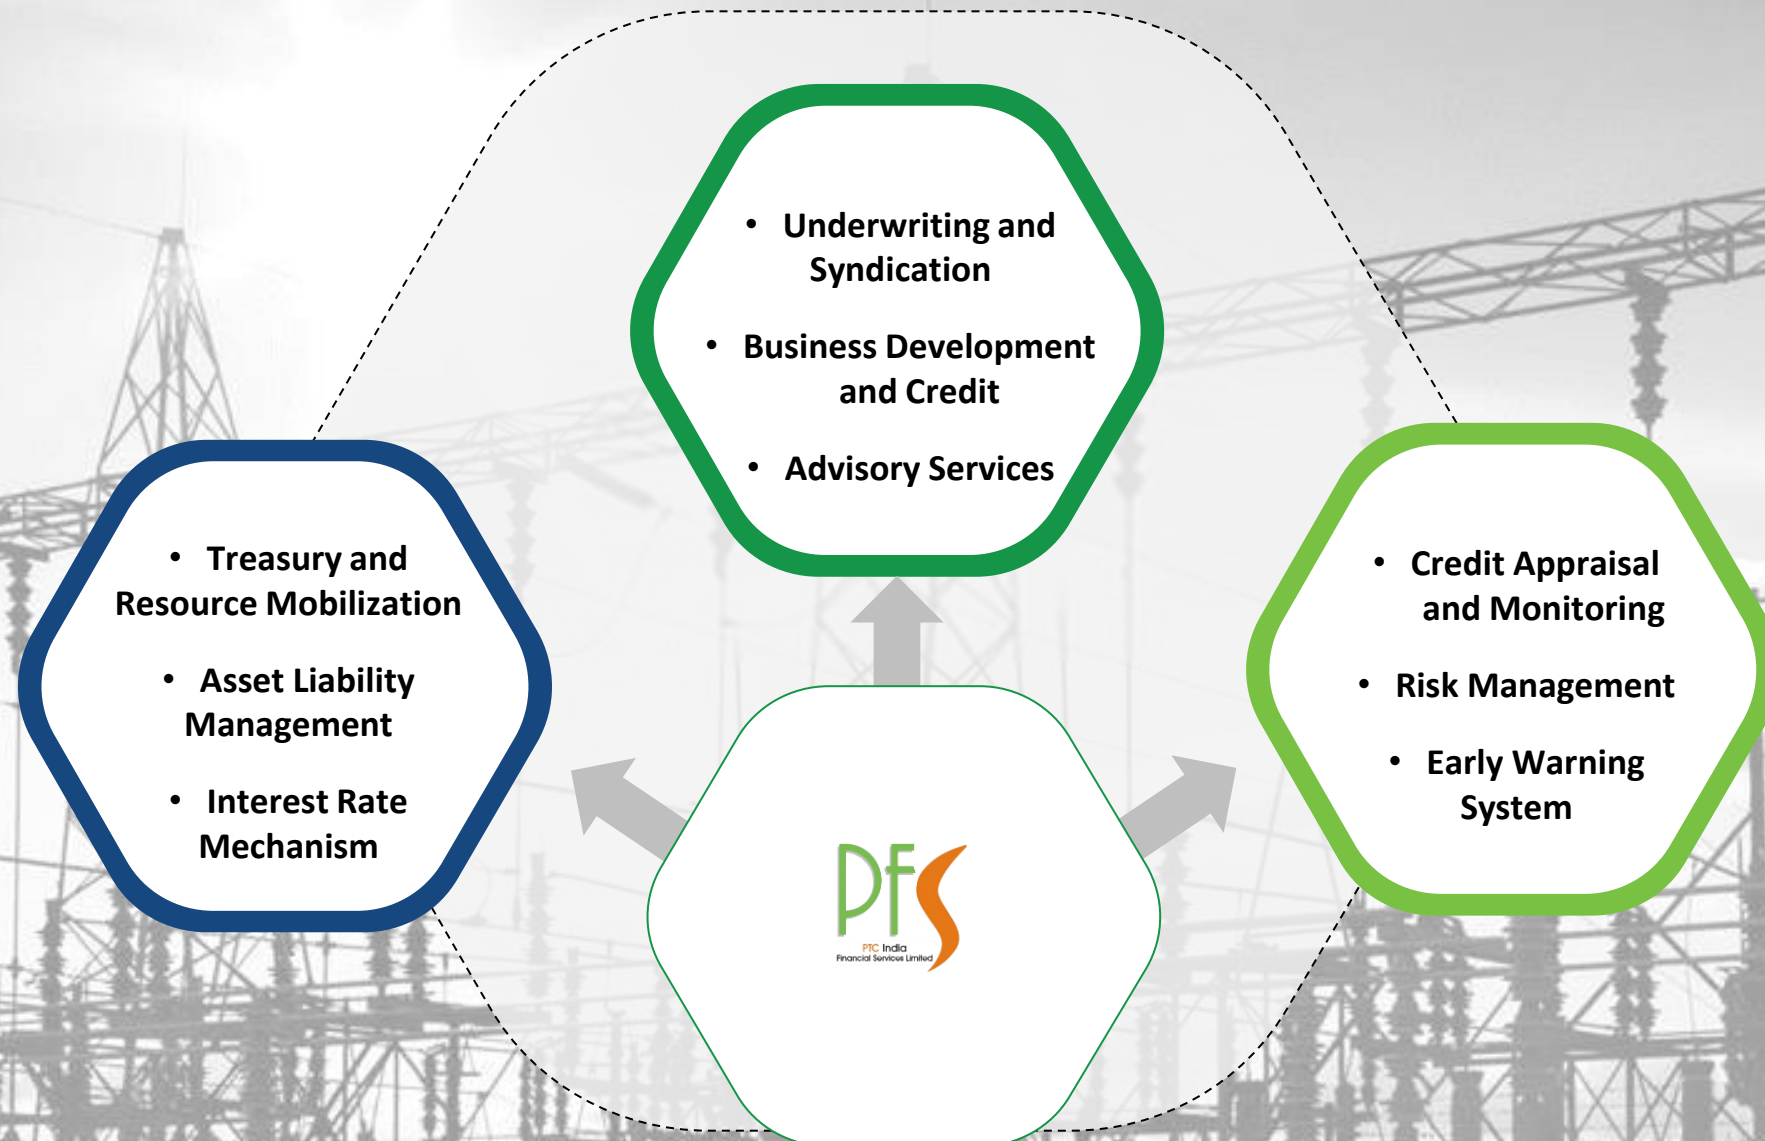 • Underwriting and
Syndication
• Business Development
and Credit
• Advisory Services
• Treasury and
Resource Mobilization
• Asset Liability
Management
• Interest Rate
Mechanism
• Credit Appraisal
and Monitoring
• Risk Management
• Early Warning
System
PFS
PTC India
Financial Services Limited